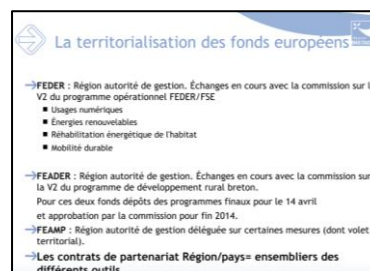 La territorialisation des fonds européens
→FEDER : Région autorité de gestion. Échanges en cours avec la commission sur
V2 du programme opérationnel FEDER/FSE
■ Usages numériques
■ Énergies renouvelables
■ Réhabilitation énergétique de l'habitat
■ Mobilité durable
→FEADER : Région autorité de gestion. Échanges en cours avec la commission sur
la V2 du programme de développement rural breton.
Pour ces deux fonds dépôts des programmes finaux pour le 14 avril
et approbation par la commission pour fin 2014.
→FEAMP : Région autorité de gestion déléguée sur certaines mesures (dont volet
territorial).
→Les contrats de partenariat Région/pays= ensembliers des
différents outils